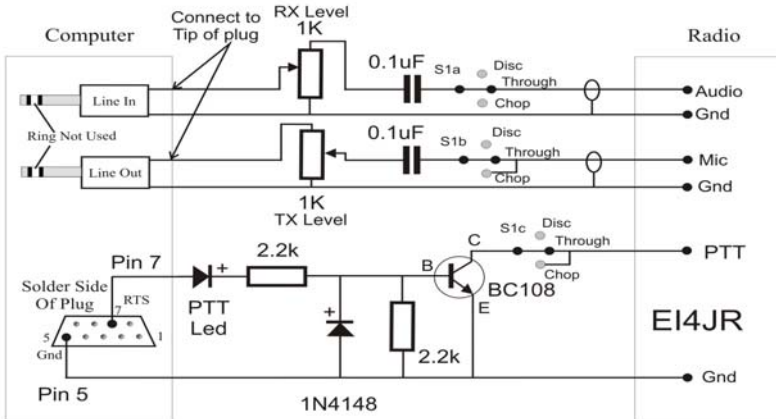 Computer
Connect to
Tip of plug
RX Level
1K
Radio
0.1uF
S1a
Disc
Through
Chop
Line In
Audio
Gnd
Ring Not Used
0.1uF
S1b
Disc
Through
Chop
Line Out
Mic
Gnd
1K
TX Level
S1c
Disc
Through
Chop
PTT
Pin 7
2.2k
B
C
E
BC108
Solder Side
Of Plug
7
RTS
5
1
Gnd
+
PTT
Led
+
2.2k
EI4JR
Pin 5
1N4148
Gnd